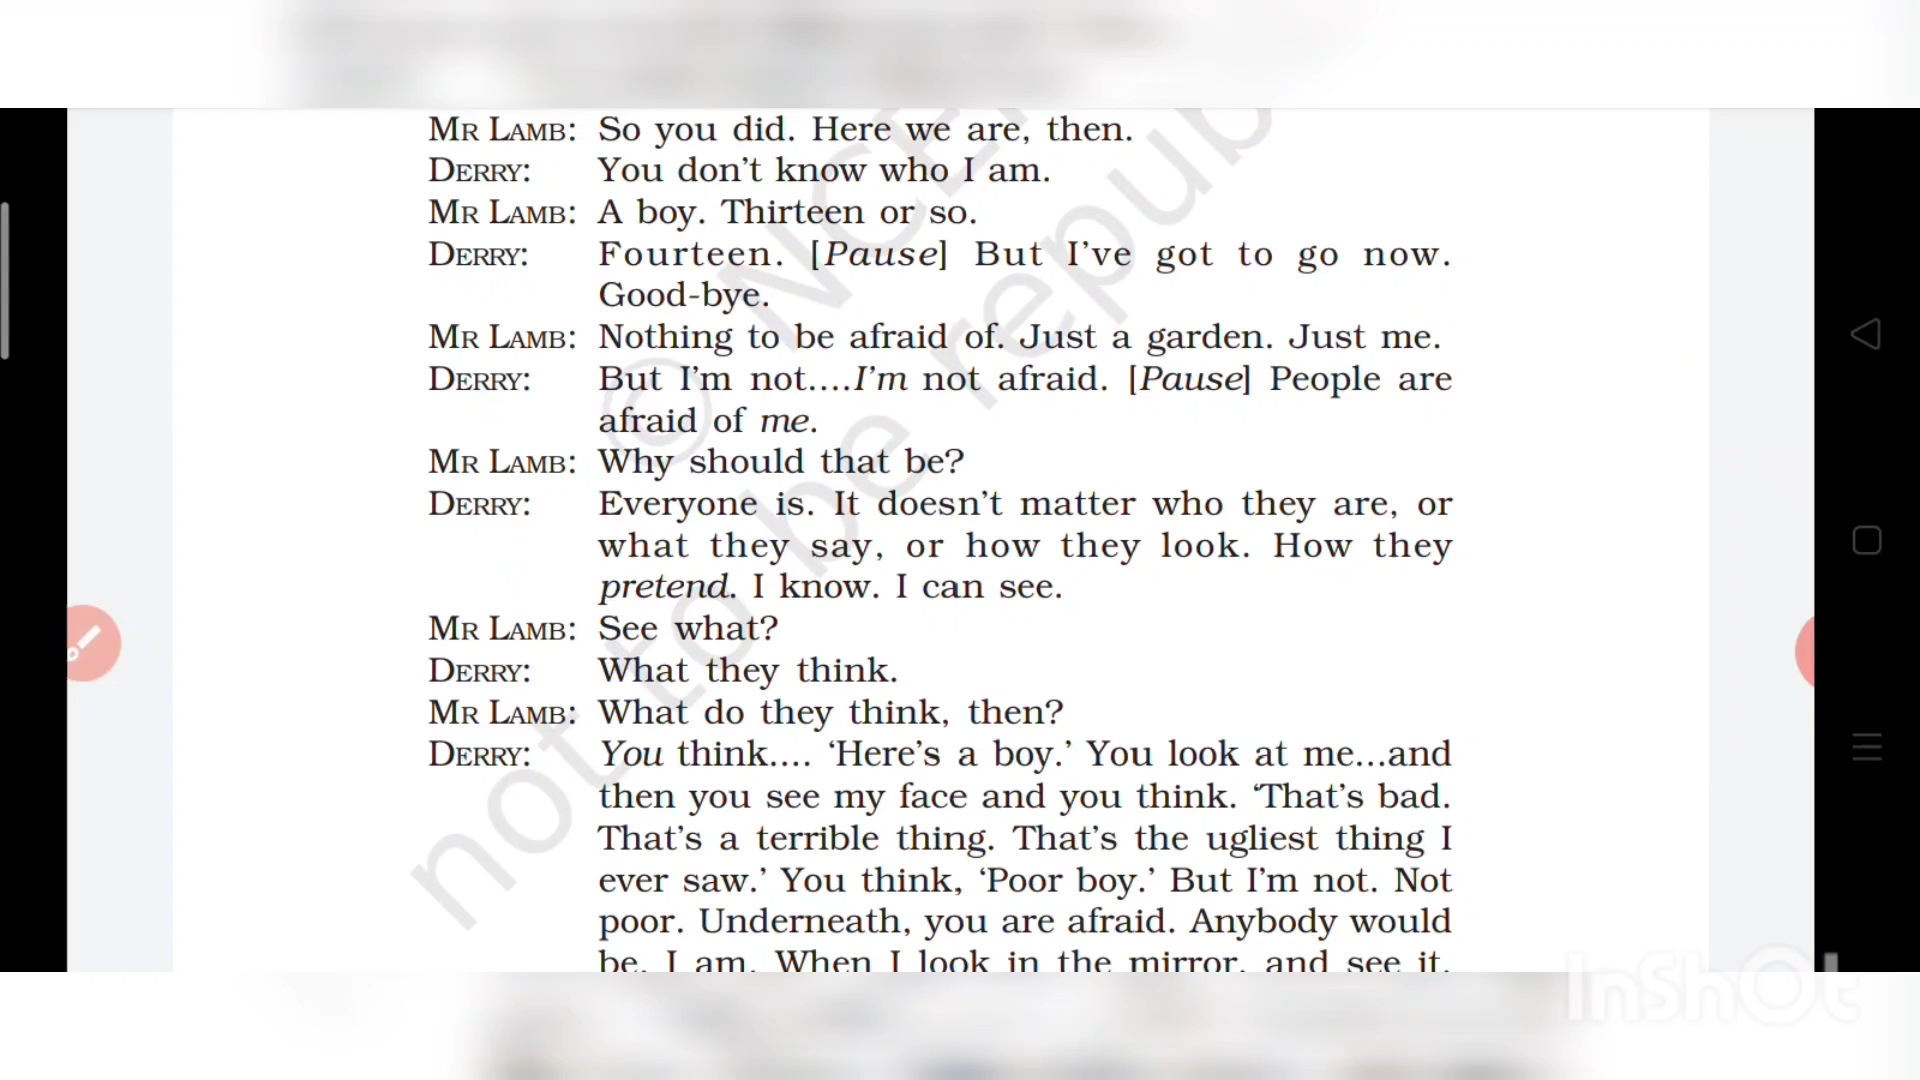 MR LAMB: So you did. Here we are, then.
DERRY: You don't know who I am.
MR LAMB: A boy. Thirteen or so.
DERRY: Fourteen. [Pause] But I've got to go now.
Good-bye.
MR LAMB: Nothing to be afraid of. Just a garden. Just me.
DERRY: But I'm not....I'm not afraid. [Pause] People are
afraid of me.
MR LAMB: Why should that be?
DERRY: Everyone is. It doesn't matter who they are, or
what they say, or how they look. How they
pretend. I know. I can see.
MR LAMB: See what?
DERRY: What they think.
MR LAMB: What do they think, then?
DERRY: You think.... ‘Here's a boy.’ You look at me...and
then you see my face and you think. ‘That's bad.
That's a terrible thing. That's the ugliest thing I
ever saw.’ You think, ‘Poor boy.’ But I'm not. Not
poor. Underneath, you are afraid. Anybody would
be. I am. When I look in the mirror, and see it,
© NCE
not to be repub
InShOt